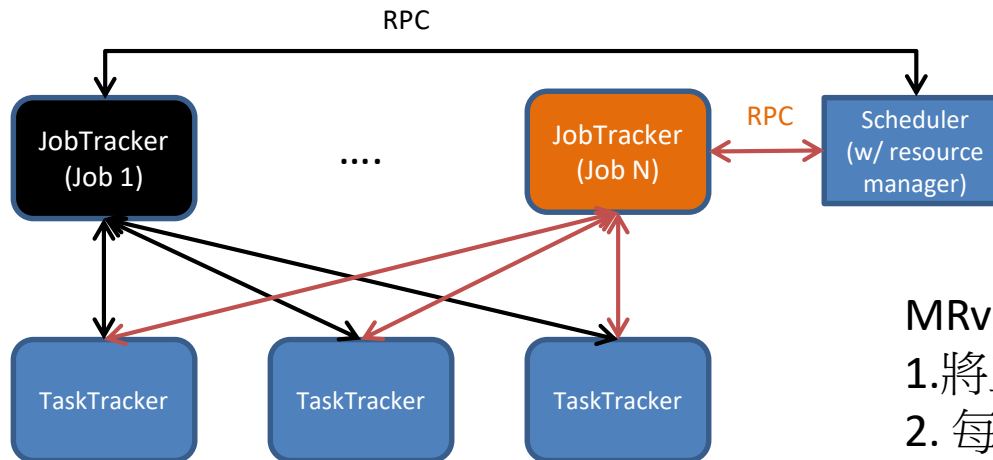 RPC
JobTracker
(Job 1)
....
JobTracker
(Job N)
RPC
Scheduler
(w/ resource
manager)
TaskTracker
TaskTracker
TaskTracker
MRv
1.將
2. 每